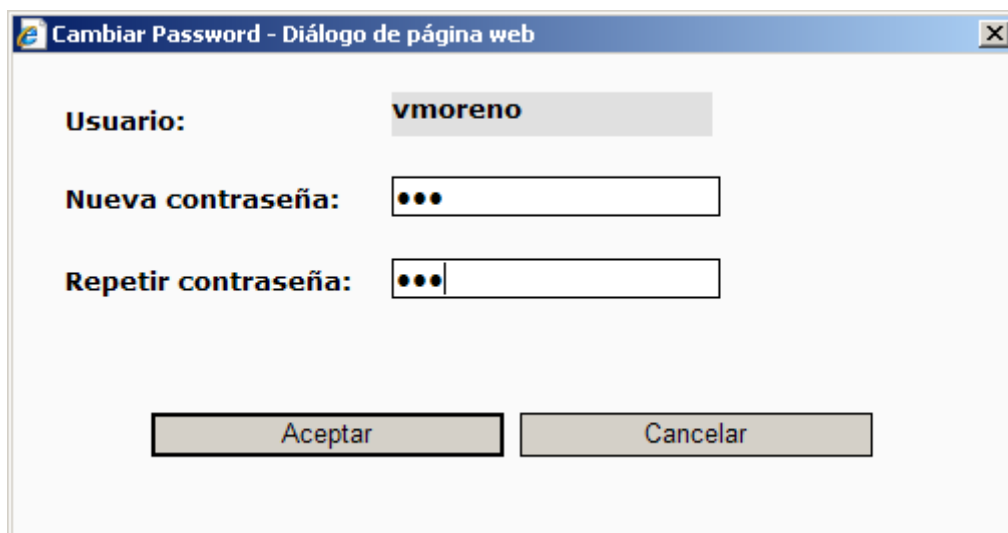 Cambiar Password - Diálogo de página web
Usuario: vmoreno
Nueva contraseña: •••
Repetir contraseña: •••
Aceptar Cancelar